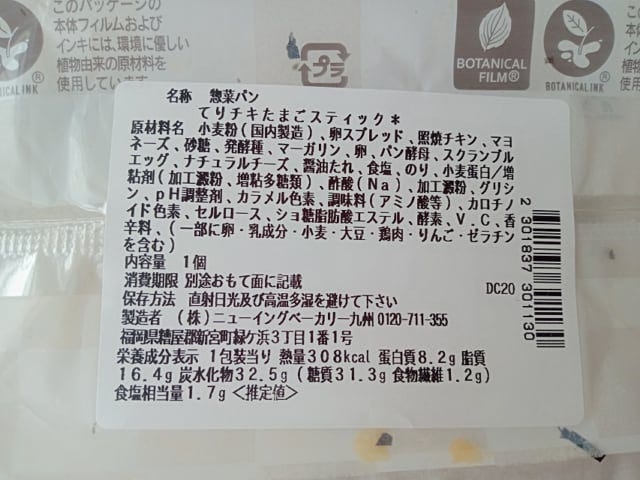 このパッケージの
本体フィルムおよび
インキには、環境に優しい
植物由来の原材料を
使用しています
BOTANICAL INK®
プラ
BOTANICAL
FILM®
BOTANICAL INK®
名称 惣菜パン
てりチキたまごスティック*
原材料名 小麦粉(国内製造)、卵スプレッド、照焼チキン、マヨ
ネーズ、砂糖、発酵種、マーガリン、卵、パン酵母、スクランブル
エッグ、ナチュラルチーズ、醤油たれ、食塩、のり、小麦蛋白/増
粘剤(加工澱粉、増粘多糖類)、酢酸(Na)、加工澱粉、グリシ
ン、pH調整剤、カラメル色素、調味料(アミノ酸等)、カロチノ
イド色素、セルロース、ショ糖脂肪酸エステル、酵素、V.C、香
辛料、(一部に卵・乳成分・小麦・大豆・鶏肉・りんご・ゼラチン
を含む)
内容量 1個
消費期限 別途おもて面に記載
DC20
保存方法 直射日光及び高温多湿を避けて下さい
製造者 (株)ニューイングベーカリー九州 0120-711-355
福岡県糟屋郡新宮町緑ケ浜3丁目1番1号
栄養成分表示 1包装当り 熱量308kcal 蛋白質8.2g 脂質
16.4g 炭水化物32.5g(糖質31.3g 食物繊維1.2g)
食塩相当量1.7g<推定値>
2 301837 301130